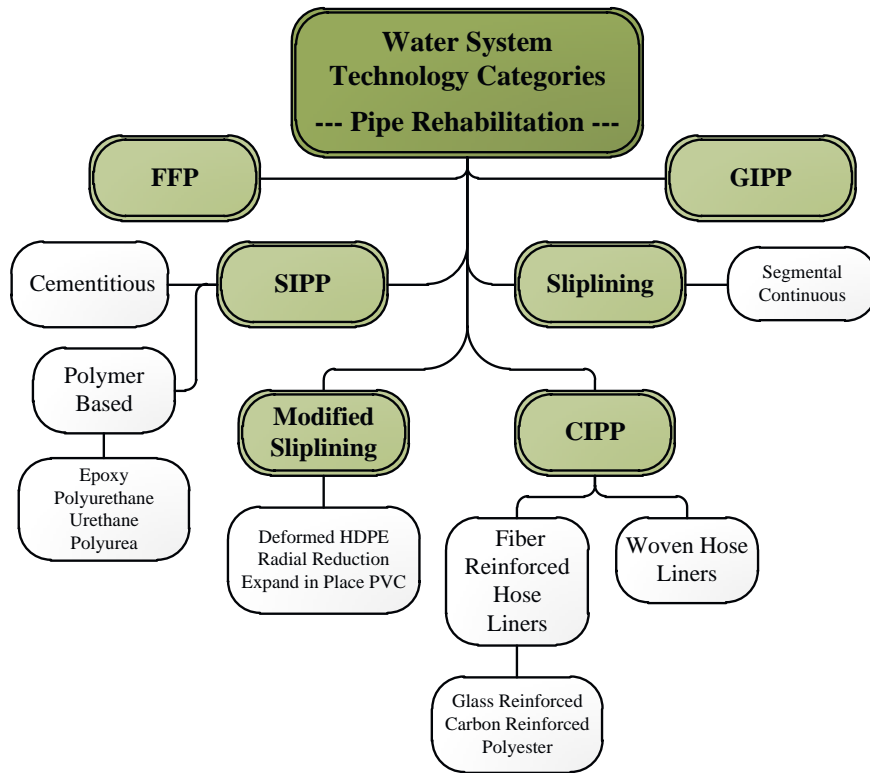 Water System
Technology Categories
--- Pipe Rehabilitation ---
FFP
GIPP
Cementitious
SIPP
Sliplining
Segmental
Continuous
Polymer
Based
Modified
Sliplining
CIPP
Epoxy
Polyurethane
Urethane
Polyurea
Deformed HDPE
Radial Reduction
Expand in Place PVC
Fiber
Reinforced
Hose
Liners
Woven Hose
Liners
Glass Reinforced
Carbon Reinforced
Polyester